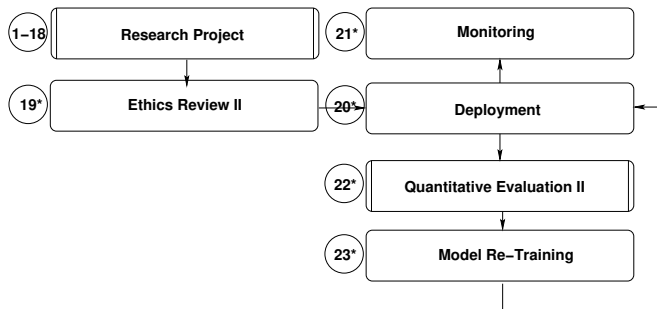 1–18 Research Project
19* Ethics Review II
21* Monitoring
20* Deployment
22* Quantitative Evaluation II
23* Model Re–Training